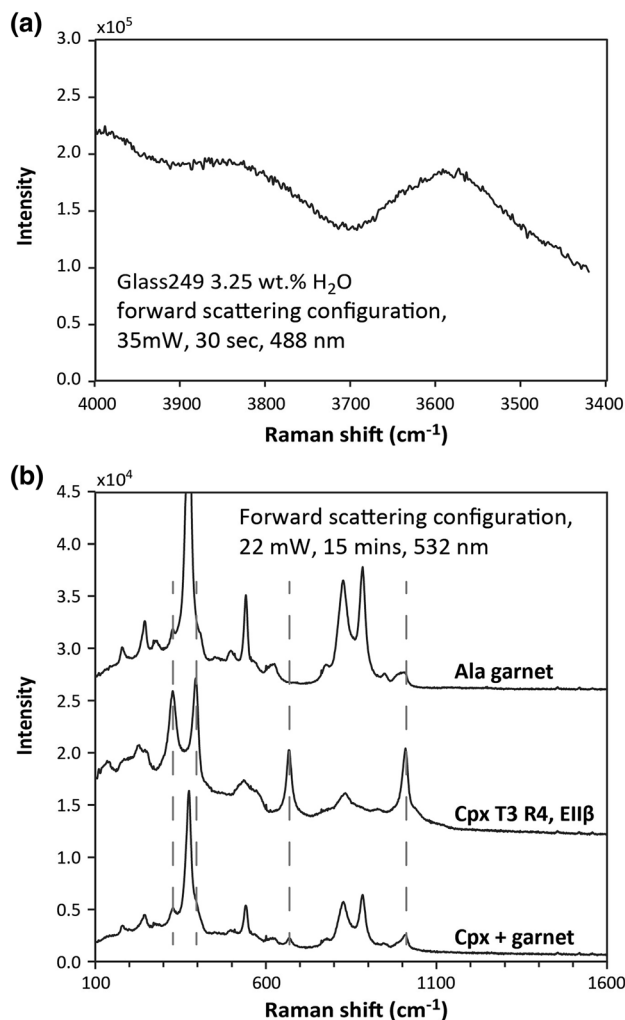 (a)
x10⁵
3.0
2.5
2.0
1.5
1.0
0.5
0.0
Intensity
Glass249 3.25 wt.% H₂O
forward scattering configuration,
35mW, 30 sec, 488 nm
4000 3900 3800 3700 3600 3500 3400
Raman shift (cm⁻¹)
(b)
x10⁴
4.5
4.0
3.5
3.0
2.5
2.0
1.5
1.0
0.5
0.0
Intensity
Forward scattering configuration,
22 mW, 15 mins, 532 nm
Ala garnet
Cpx T3 R4, EIIβ
Cpx + garnet
100 600 1100 1600
Raman shift (cm⁻¹)